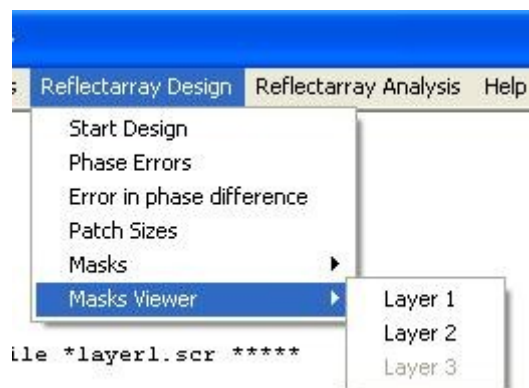 s Reflectarray Design Reflectarray Analysis Help
Start Design
Phase Errors
Error in phase difference
Patch Sizes
Masks
Masks Viewer
Layer 1
Layer 2
ile *layer1.scr *****
Layer 3